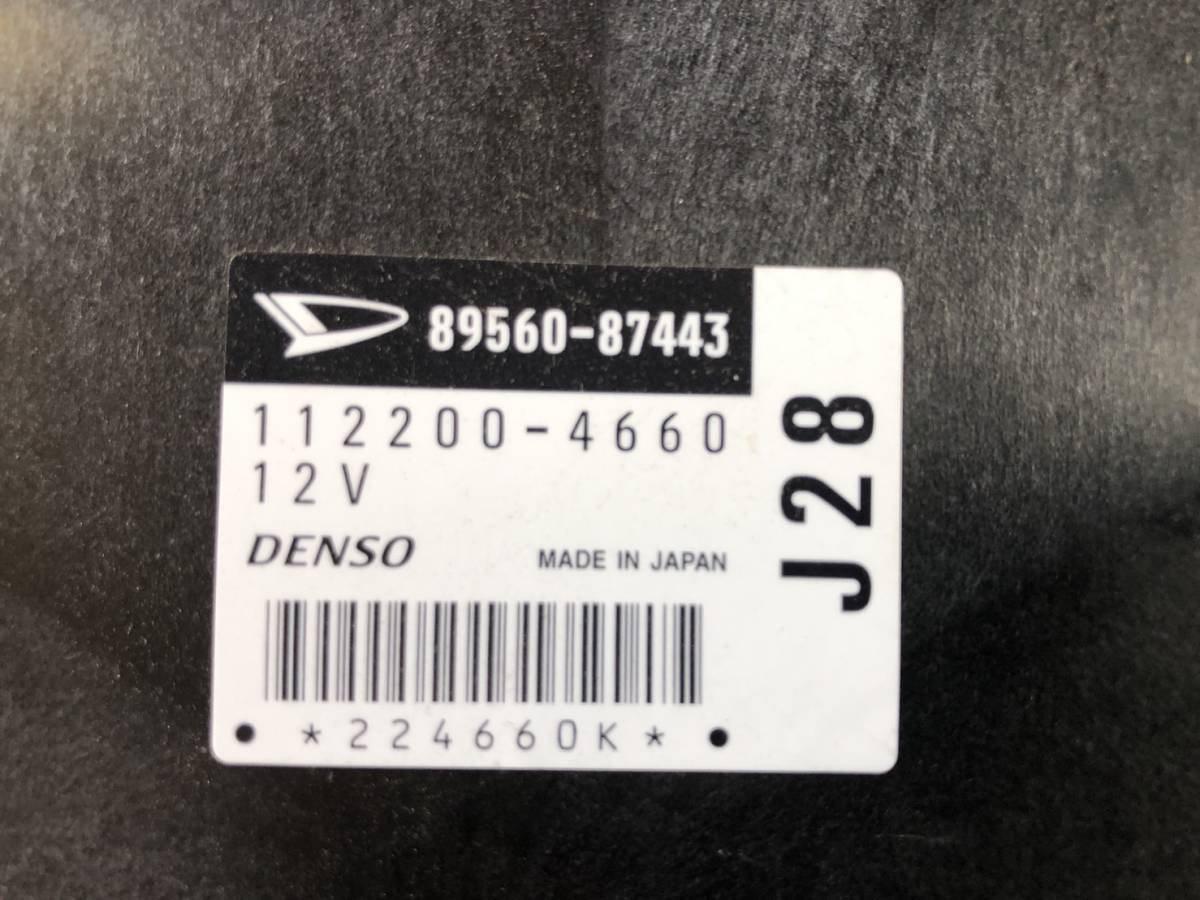 89560-87443
112200-4660
12V
DENSO MADE IN JAPAN
*224660K*
J28